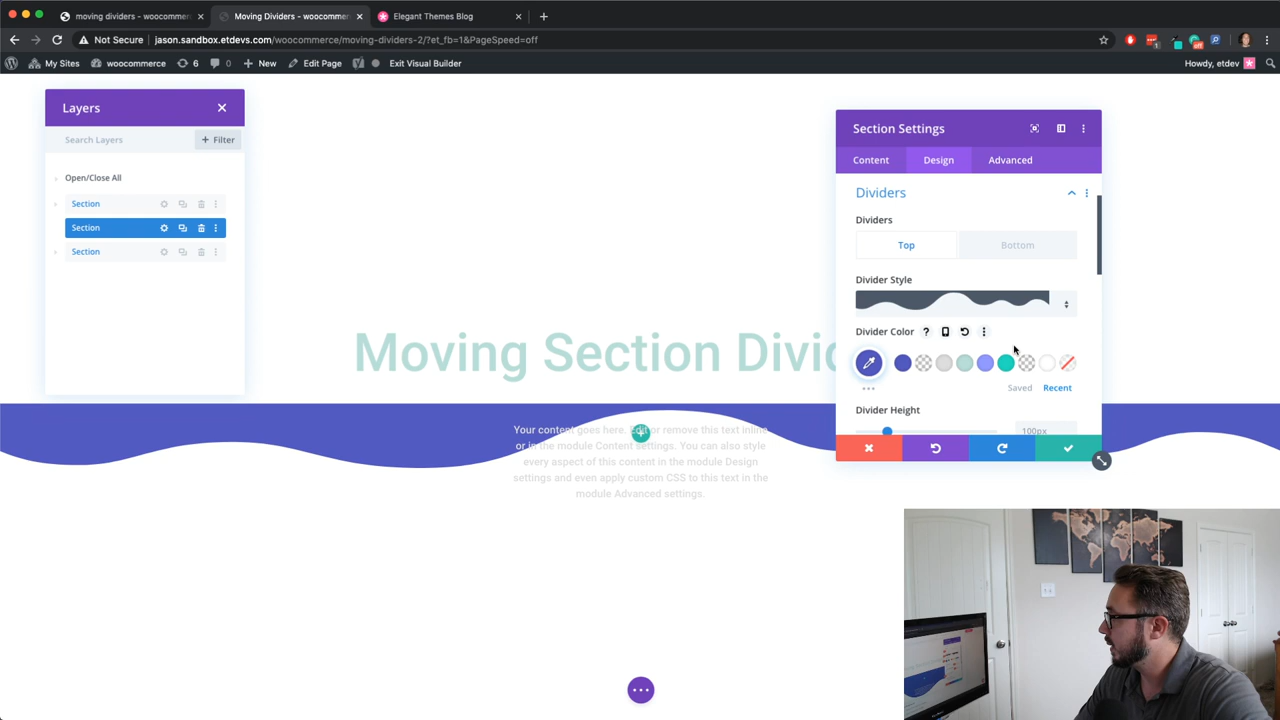 moving dividers – woocommerc
Moving Dividers – woocommerc
Elegant Themes Blog
Not Secure
jason.sandbox.etdevs.com/woocommerce/moving-dividers-2/?et_fb=1&PageSpeed=off
My Sites
woocommerce
6
0
New
Edit Page
Exit Visual Builder
Howdy, etdev
Layers
Search Layers
+ Filter
Open/Close All
Section
Section
Section
Moving Section Divid
Your content goes here. Edit or remove this text inline
or in the module Content settings. You can also style
every aspect of this content in the module Design
settings and even apply custom CSS to this text in the
module Advanced settings.
Section Settings
Content
Design
Advanced
Dividers
Dividers
Top
Bottom
Divider Style
Divider Color
Saved
Recent
Divider Height
100px